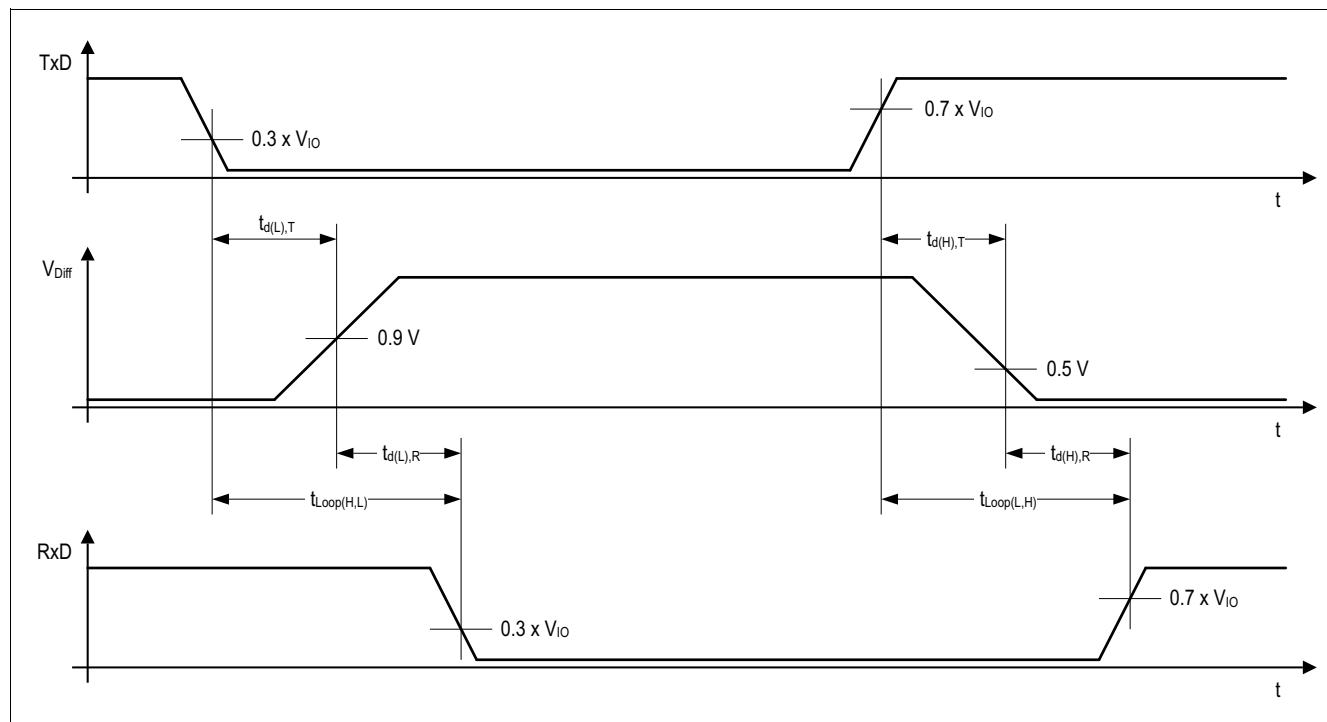 TxD
0.3 x VIO
0.7 x VIO
t
td(L),T
td(H),T
VDiff
0.9 V
0.5 V
t
td(L),R
td(H),R
tLoop(H,L)
tLoop(L,H)
RxD
0.3 x VIO
0.7 x VIO
t